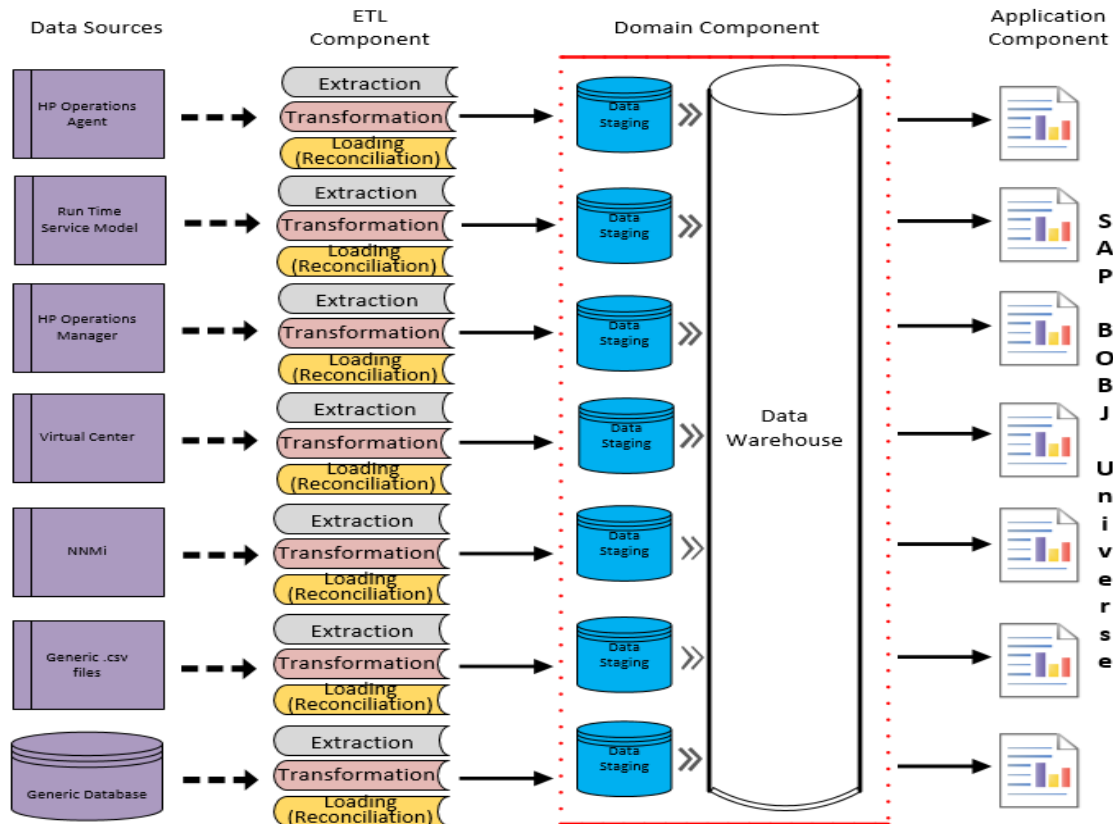 Data Sources
ETL
Component
Domain Component
Application
Component
HP Operations
Agent
Extraction
Transformation
Loading
(Reconciliation)
Data
Staging
Run Time
Service Model
Extraction
Transformation
Loading
(Reconciliation)
Data
Staging
HP Operations
Manager
Extraction
Transformation
Loading
(Reconciliation)
Data
Staging
Virtual Center
Extraction
Transformation
Loading
(Reconciliation)
Data
Staging
NNMi
Extraction
Transformation
Loading
(Reconciliation)
Data
Staging
Generic .csv
files
Extraction
Transformation
Loading
(Reconciliation)
Data
Staging
Generic Database
Extraction
Transformation
Loading
(Reconciliation)
Data
Staging
Data
Warehouse
SAP BOBJ Universe